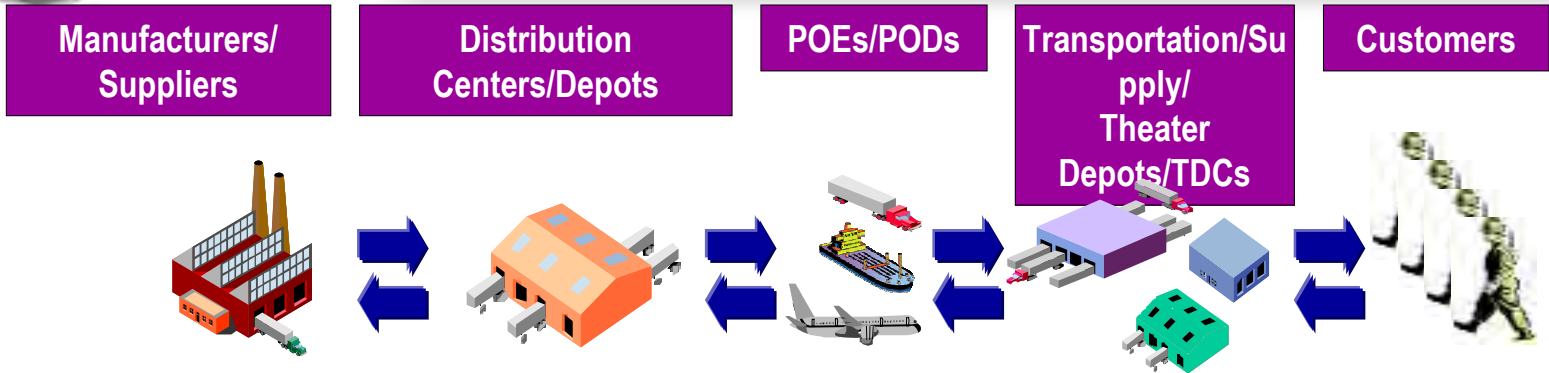 Manufacturers/
Suppliers
Distribution
Centers/Depots
POEs/PODs
Transportation/Su
pply/
Theater
Depots/TDCs
Customers